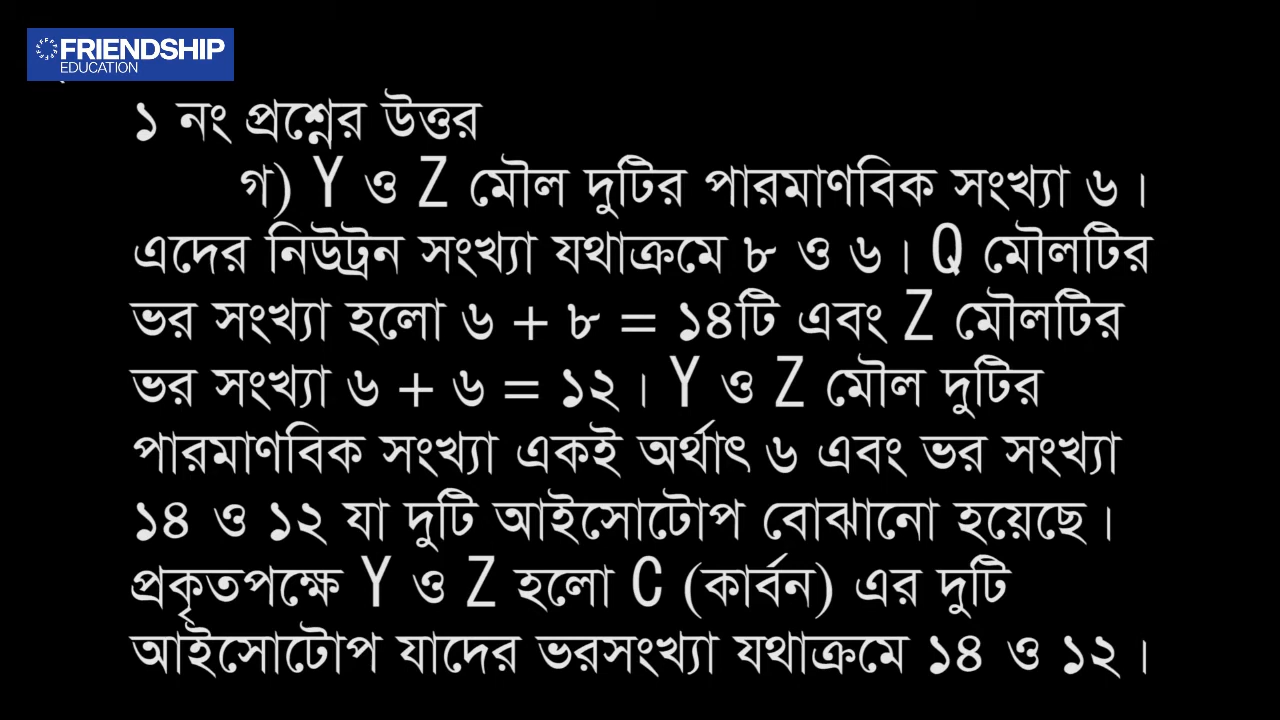 FRIENDSHIP
EDUCATION
১ নং প্রশ্নের উত্তর
গ) Y ও Z মৌল দুটির পারমাণবিক সংখ্যা ৬।
এদের নিউট্রন সংখ্যা যথাক্রমে ৮ ও ৬। Q মৌলটির
ভর সংখ্যা হলো ৬ + ৮ = ১৪টি এবং Z মৌলটির
ভর সংখ্যা ৬ + ৬ = ১২। Y ও Z মৌল দুটির
পারমাণবিক সংখ্যা একই অর্থাৎ ৬ এবং ভর সংখ্যা
১৪ ও ১২ যা দুটি আইসোটোপ বোঝানো হয়েছে।
প্রকৃতপক্ষে Y ও Z হলো C (কার্বন) এর দুটি
আইসোটোপ যাদের ভরসংখ্যা যথাক্রমে ১৪ ও ১২।